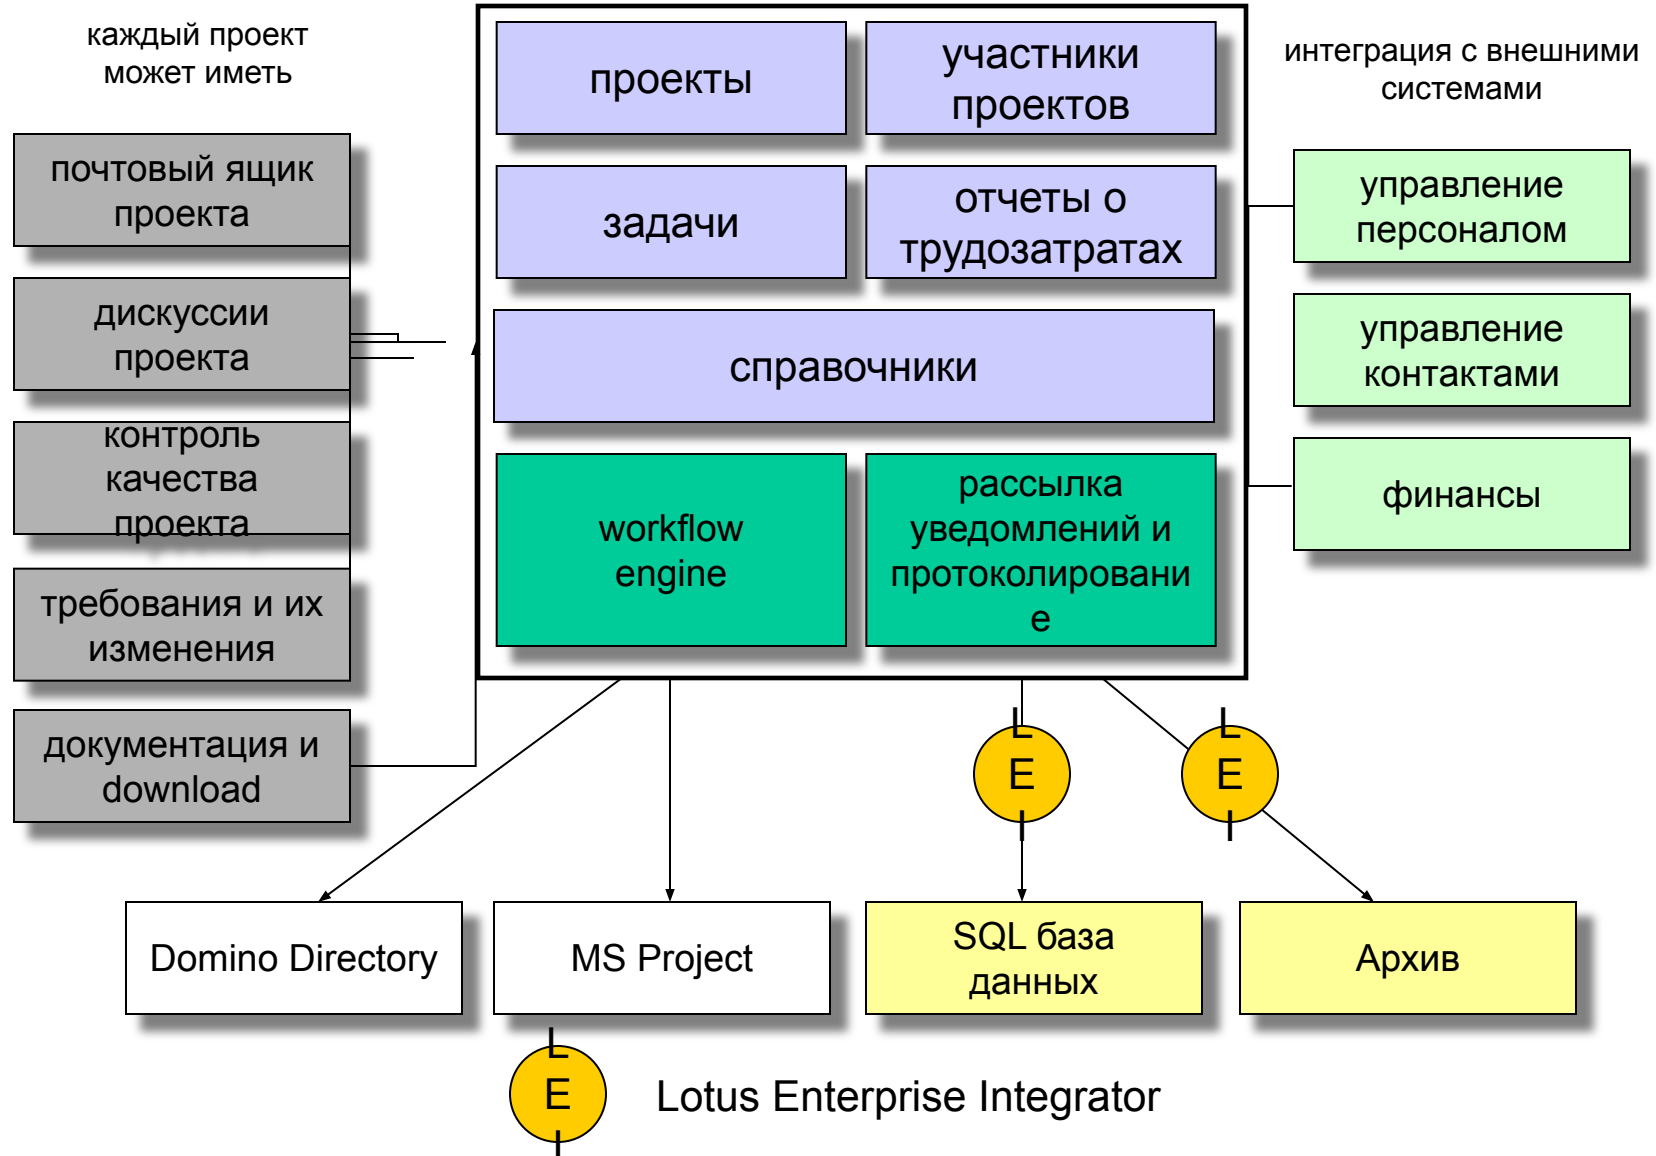 каждый проект
может иметь
почтовый ящик
проекта
дискуссии
проекта
контроль
качества
проекта
требования и их
изменения
документация и
download
проекты
участники
проектов
задачи
отчеты о
трудозатратах
справочники
workflow
engine
рассылка
уведомлений и
протоколировани
е
интеграция с внешними
системами
управление
персоналом
управление
контактами
финансы
L
E
I
L
E
I
Domino Directory
MS Project
SQL база
данных
Архив
L
E
I
Lotus Enterprise Integrator